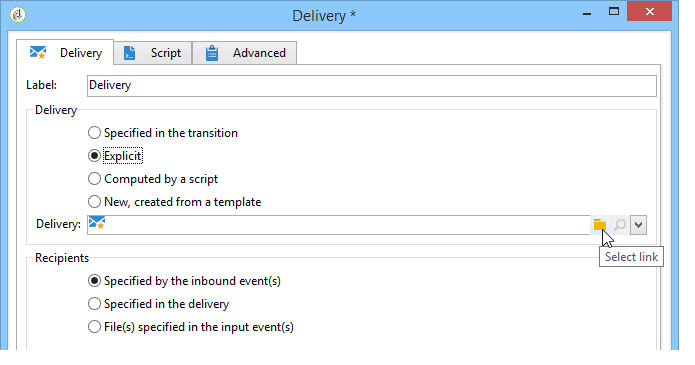 Delivery *
Delivery Script Advanced
Label: Delivery
Delivery
Specified in the transition
Explicit
Computed by a script
New, created from a template
Delivery:
Select link
Recipients
Specified by the inbound event(s)
Specified in the delivery
File(s) specified in the input event(s)